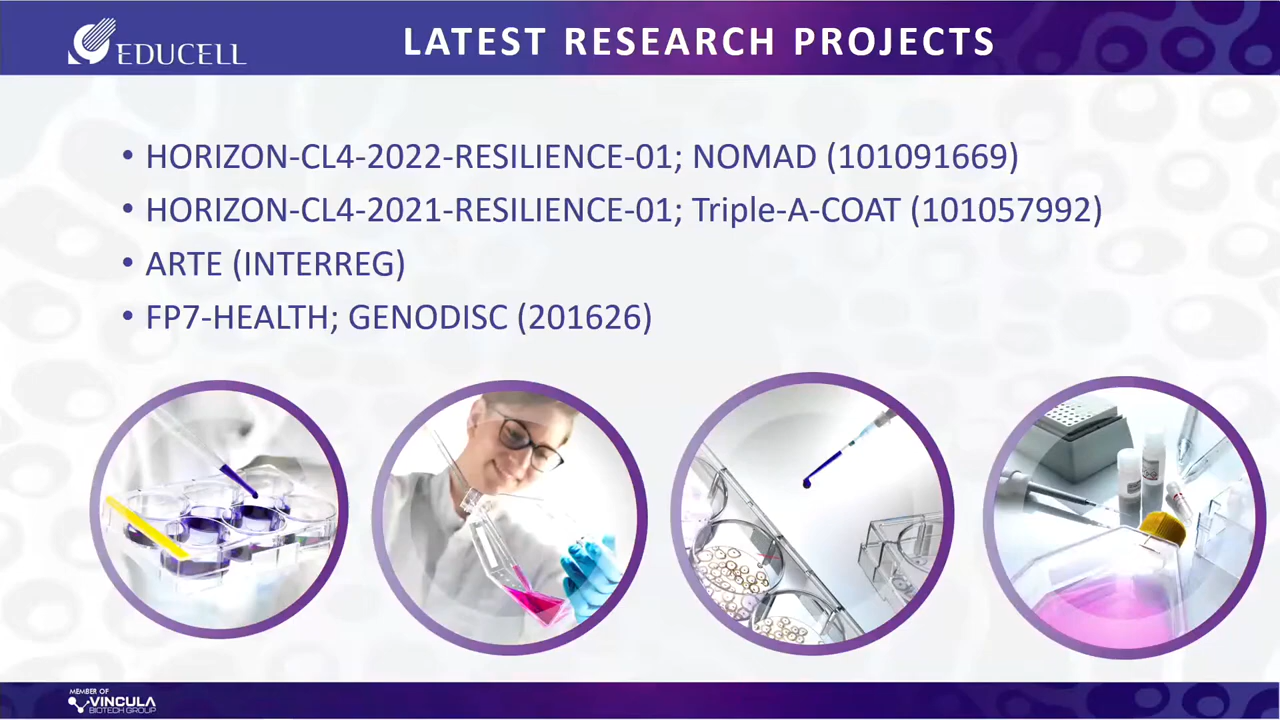 EDUCELL
LATEST RESEARCH PROJECTS
• HORIZON-CL4-2022-RESILIENCE-01; NOMAD (101091669)
• HORIZON-CL4-2021-RESILIENCE-01; Triple-A-COAT (101057992)
• ARTE (INTERREG)
• FP7-HEALTH; GENODISC (201626)
MEMBER OF
VINCULA
BIOTECH GROUP